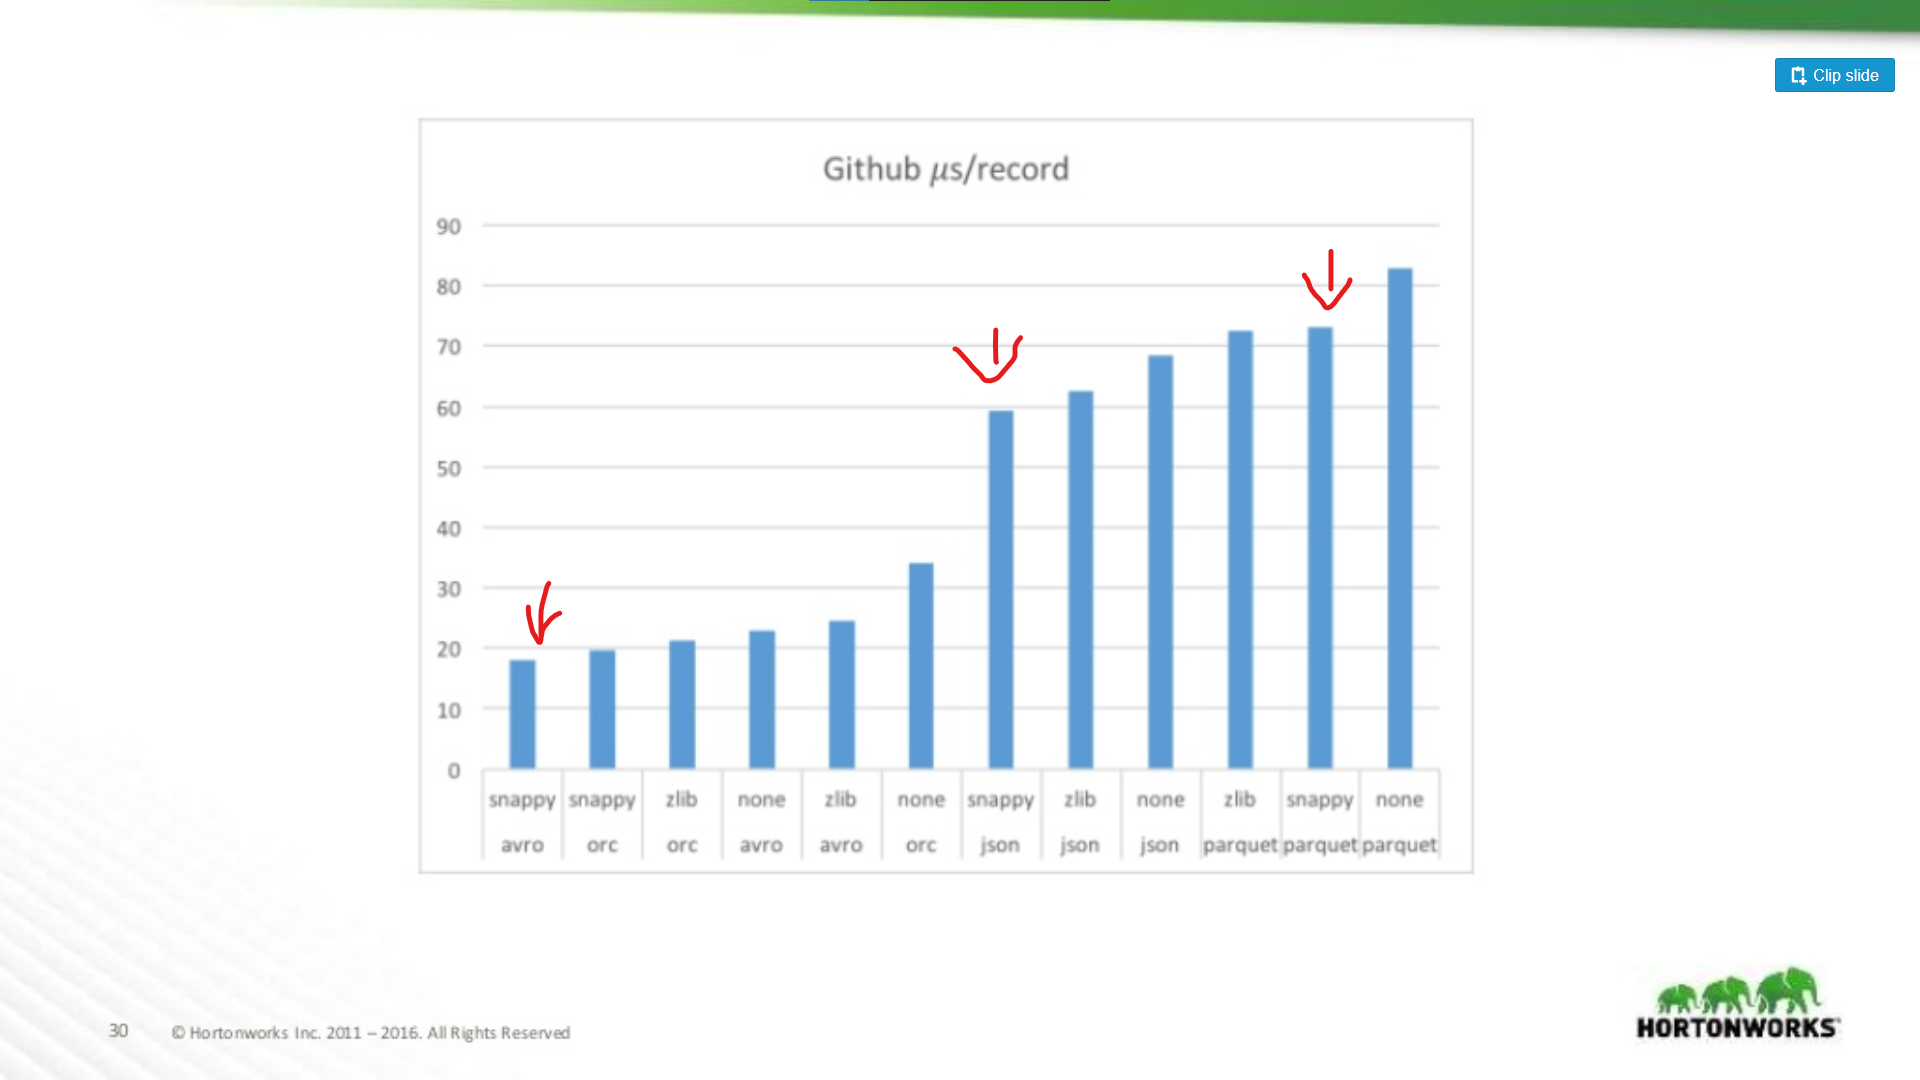 Clip slide
Github μs/record
90
80
70
60
50
40
30
20
10
0
snappy snappy zlib none zlib none snappy zlib none zlib snappy none
avro orc orc avro avro orc json json json parquet parquet parquet
30 © Hortonworks Inc. 2011 – 2016. All Rights Reserved
HORTONWORKS